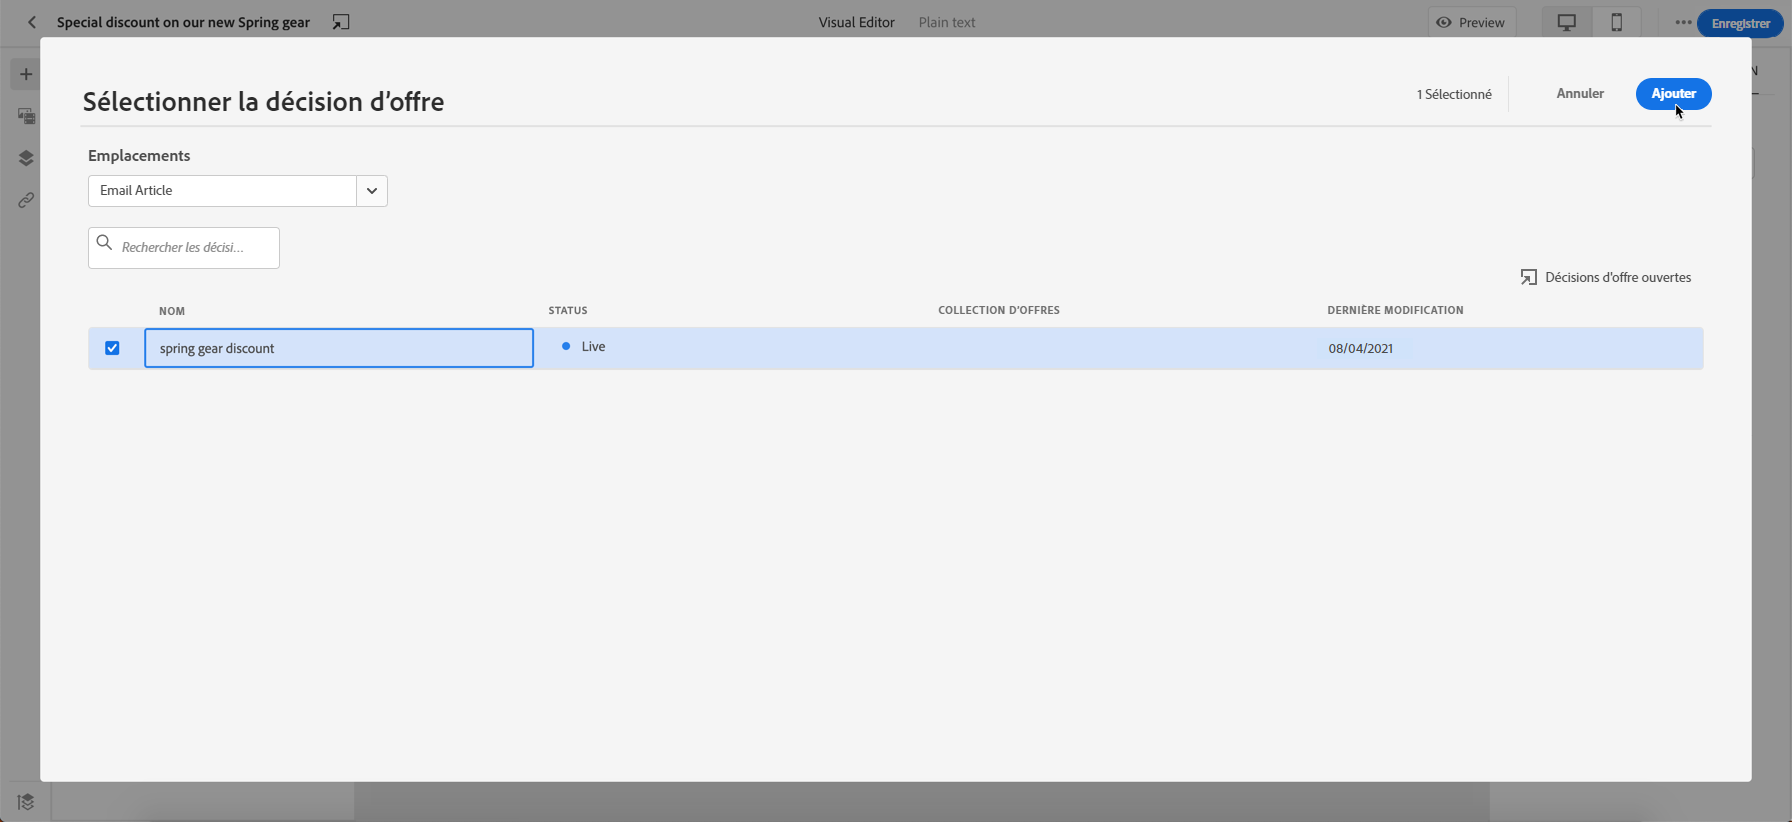 Special discount on our new Spring gear
Visual Editor
Plain text
Preview
Enregistrer
N
Sélectionner la décision d'offre
1 Sélectionné
Annuler
Ajouter
Emplacements
Email Article
Rechercher les décisi...
Décisions d'offre ouvertes
NOM
STATUS
COLLECTION D'OFFRES
DERNIÈRE MODIFICATION
spring gear discount
Live
08/04/2021